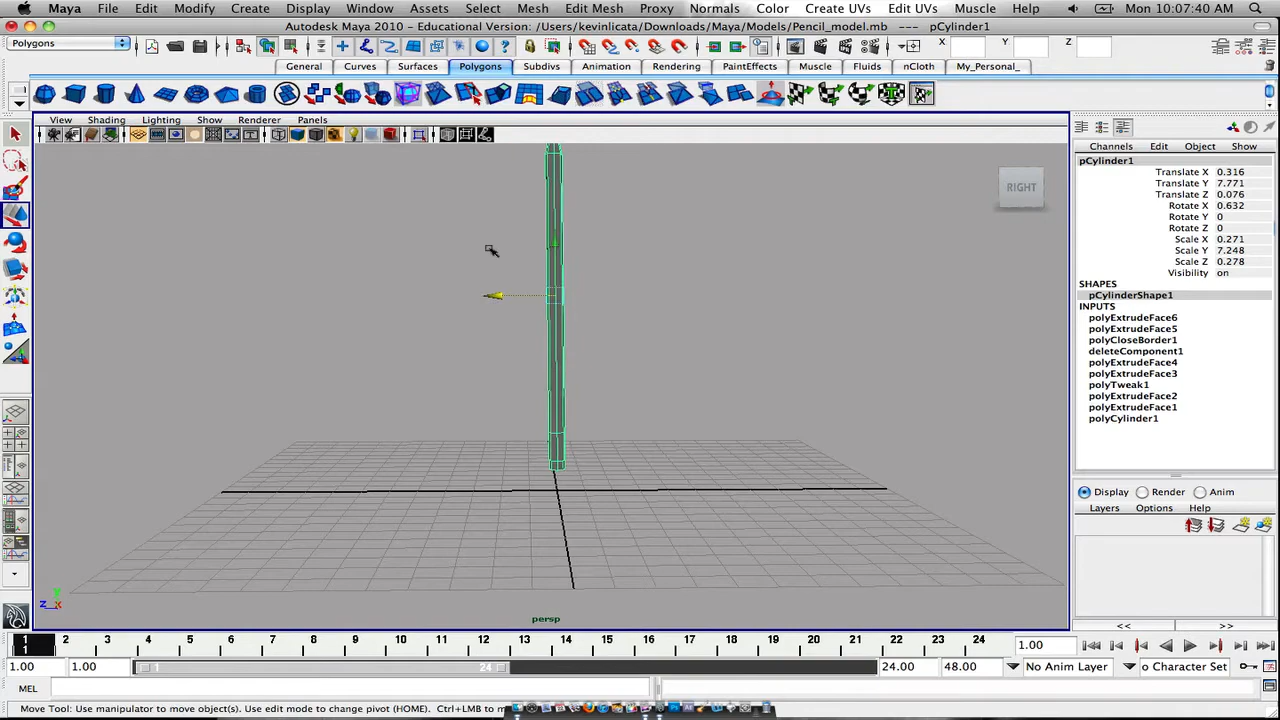 Maya File Edit Modify Create Display Window Assets Select Mesh Edit Mesh Proxy Normals Color Create UVs Edit UVs Muscle Help Mon 10:07:40 AM
Autodesk Maya 2010 - Educational Version: /Users/kevinlicata/Downloads/Maya/Models/Pencil_model.mb --- pCylinder1
Polygons X Y Z
General Curves Surfaces Polygons Subdivs Animation Rendering PaintEffects Muscle Fluids nCloth My_Personal_
View Shading Lighting Show Renderer Panels
Channels Edit Object Show
pCylinder1
Translate X 0.316
Translate Y 7.771
Translate Z 0.076
Rotate X 0.632
Rotate Y 0
Rotate Z 0
Scale X 0.271
Scale Y 7.248
Scale Z 0.278
Visibility on
SHAPES
pCylinderShape1
INPUTS
polyExtrudeFace6
polyExtrudeFace5
polyCloseBorder1
deleteComponent1
polyExtrudeFace4
polyExtrudeFace3
polyTweak1
polyExtrudeFace2
polyExtrudeFace1
polyCylinder1
RIGHT
Display Render Anim
Layers Options Help
y
z x
persp
<< >>
1 2 3 4 5 6 7 8 9 10 11 12 13 14 15 16 17 18 19 20 21 22 23 24
1 1.00
1.00 1.00 1 24 24.00 48.00 No Anim Layer o Character Set
MEL
Move Tool: Use manipulator to move object(s). Use edit mode to change pivot (HOME). Ctrl+LMB to m